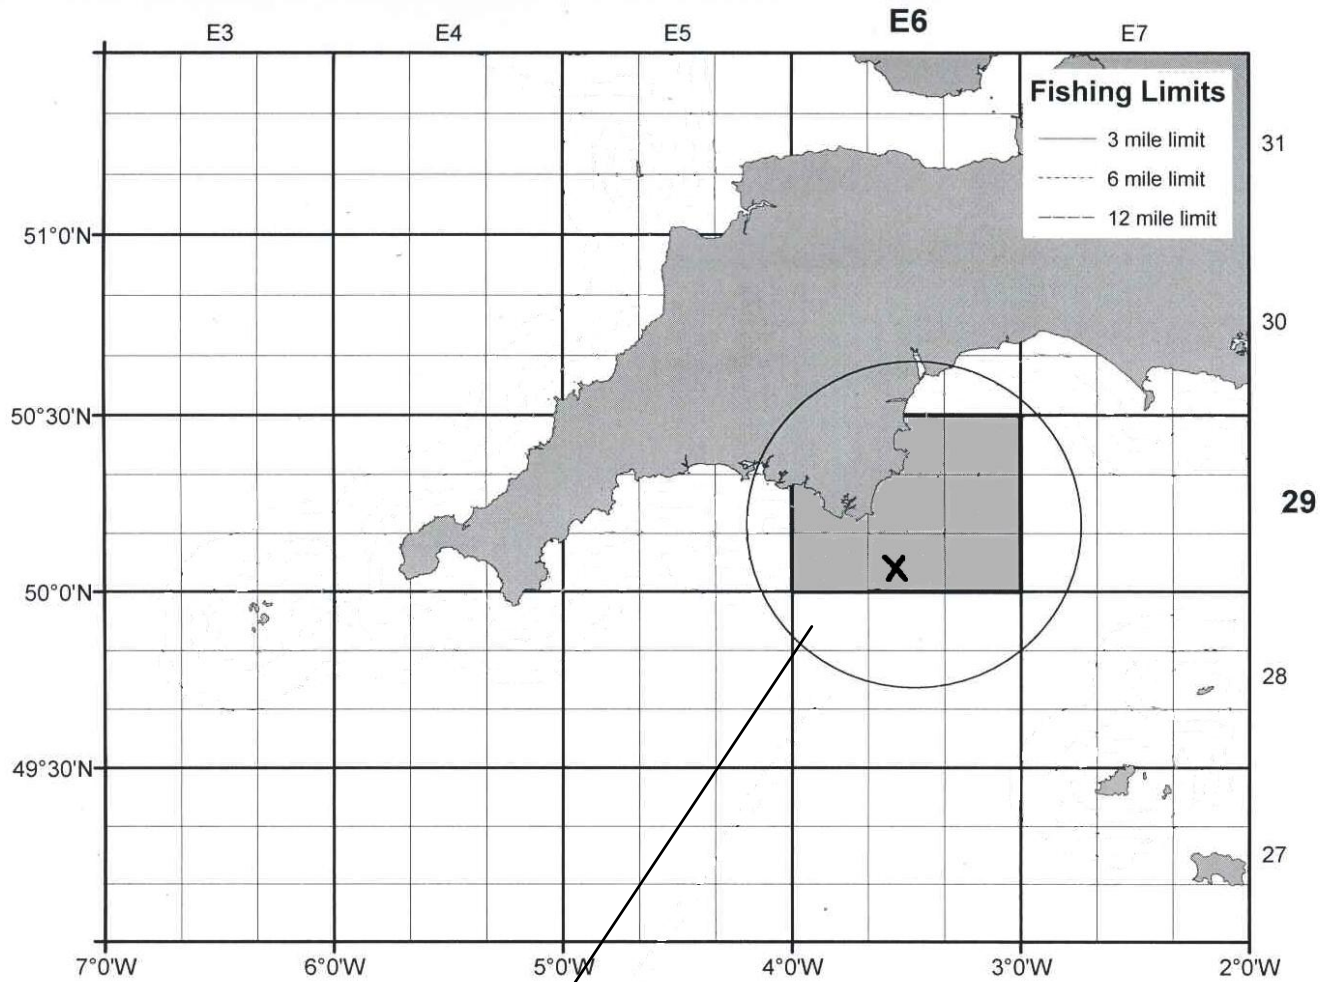 E3 E4 E5 E6 E7
Fishing Limits
3 mile limit
6 mile limit
12 mile limit
31
51°0'N
30
50°30'N
29
X
50°0'N
28
49°30'N
27
7°0'W 6°0'W 5°0'W 4°0'W 3°0'W 2°0'W